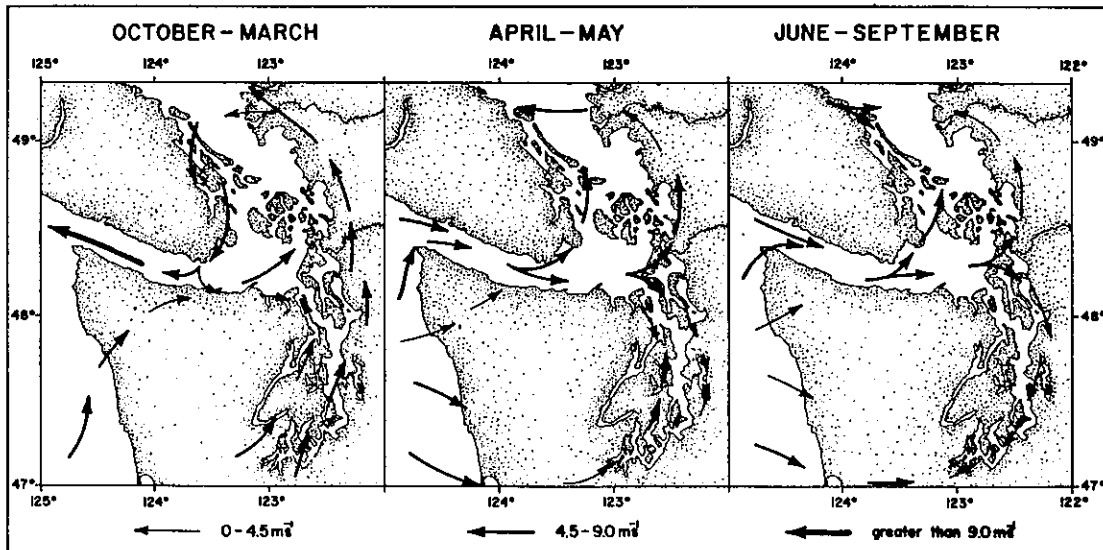 OCTOBER – MARCH APRIL – MAY JUNE – SEPTEMBER
125° 124° 123° 124° 123° 124° 123° 122°
49° 49°
48° 48°
47° 47°
125° 124° 123° 124° 123° 124° 123° 122°
0 – 4.5 ms⁻¹ 4.5 – 9.0 ms⁻¹ greater than 9.0 ms⁻¹